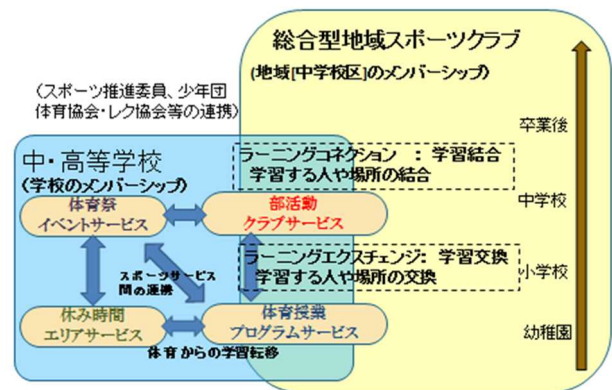 総合型地域スポーツクラブ
(地域[中学校区]のメンバーシップ)
(スポーツ推進委員、少年団
体育協会・レク協会等の連携)
卒業後
中・高等学校
(学校のメンバーシップ)
ラーニングコネクション : 学習結合
学習する人や場所の結合
中学校
体育祭
イベントサービス
部活動
クラブサービス
ラーニングエクスチェンジ: 学習交換
学習する人や場所の交換
小学校
スポーツサービス
間の連携
休み時間
エリアサービス
体育授業
プログラムサービス
幼稚園
体育からの学習転移